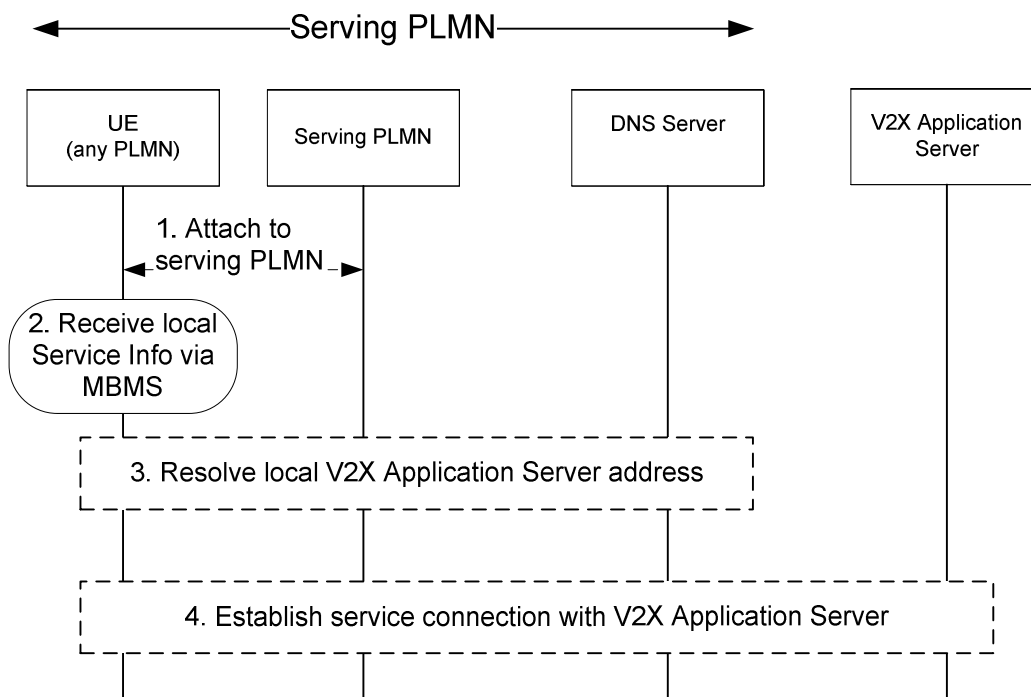 Serving PLMN
UE
(any PLMN)
Serving PLMN
DNS Server
V2X Application
Server
1. Attach to
serving PLMN
2. Receive local
Service Info via
MBMS
3. Resolve local V2X Application Server address
4. Establish service connection with V2X Application Server